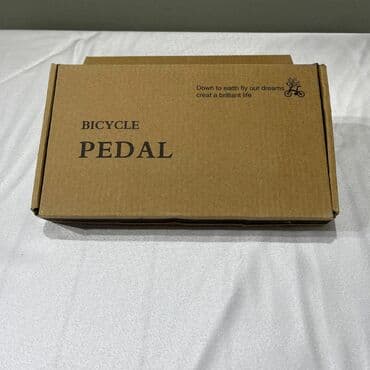 Down to earth fly our dreams
creat a brilliant life
BICYCLE
PEDAL